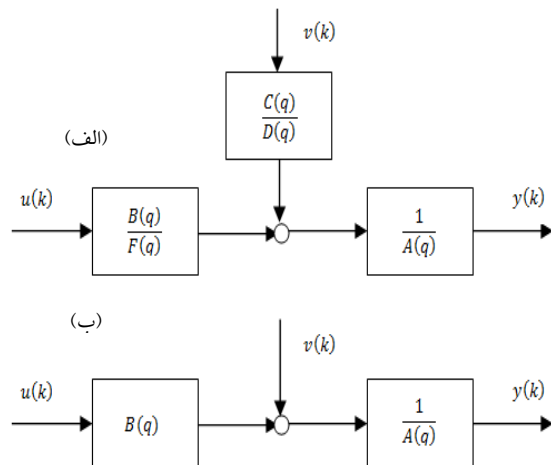 v(k)
C(q)
D(q)
(الف)
u(k)
B(q)
F(q)
1
A(q)
y(k)
(ب)
v(k)
u(k)
B(q)
1
A(q)
y(k)